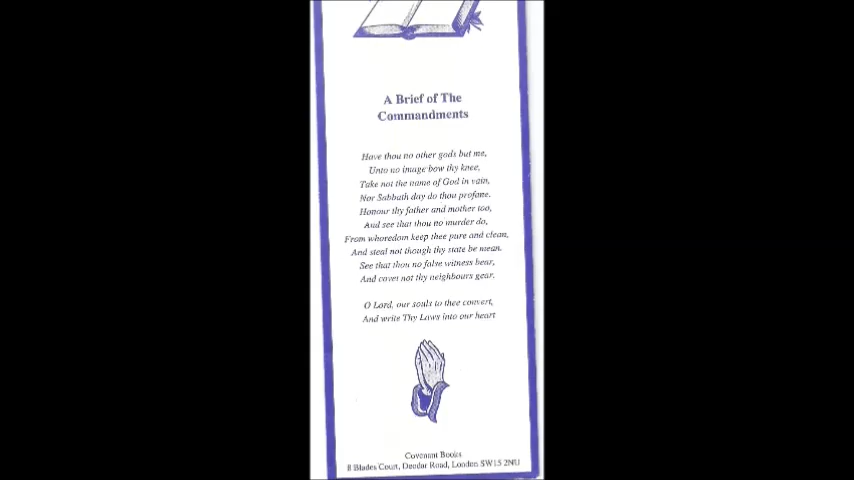 A Brief of The
Commandments
Have thou no other gods but me,
Unto no image bow thy knee,
Take not the name of God in vain,
Nor Sabbath day do thou profane.
Honour thy father and mother too,
And see that thou no murder do,
From whoredom keep thee pure and clean,
And steal not though thy state be mean.
See that thou no false witness bear,
And covet not thy neighbours gear.
O Lord, our souls to thee convert,
And write Thy Laws into our heart
Covenant Books
8 Blades Court, Deodar Road, London SW15 2NU